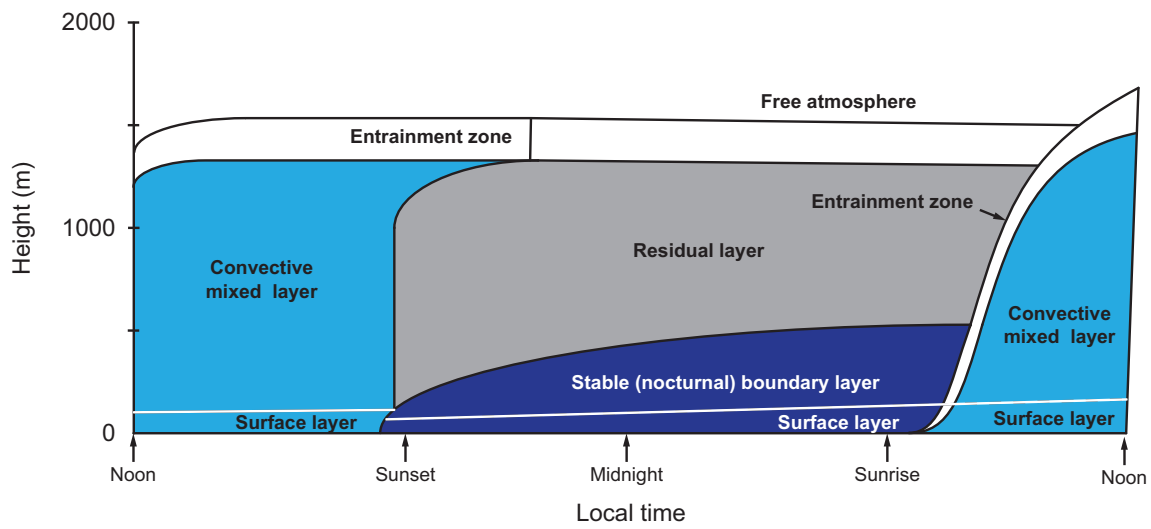 2000
Free atmosphere
Entrainment zone
Height (m)
1000
Entrainment zone
Residual layer
Convective
mixed layer
Convective
mixed layer
Stable (nocturnal) boundary layer
Surface layer
Surface layer
Surface layer
0
Noon
Sunset
Midnight
Sunrise
Noon
Local time